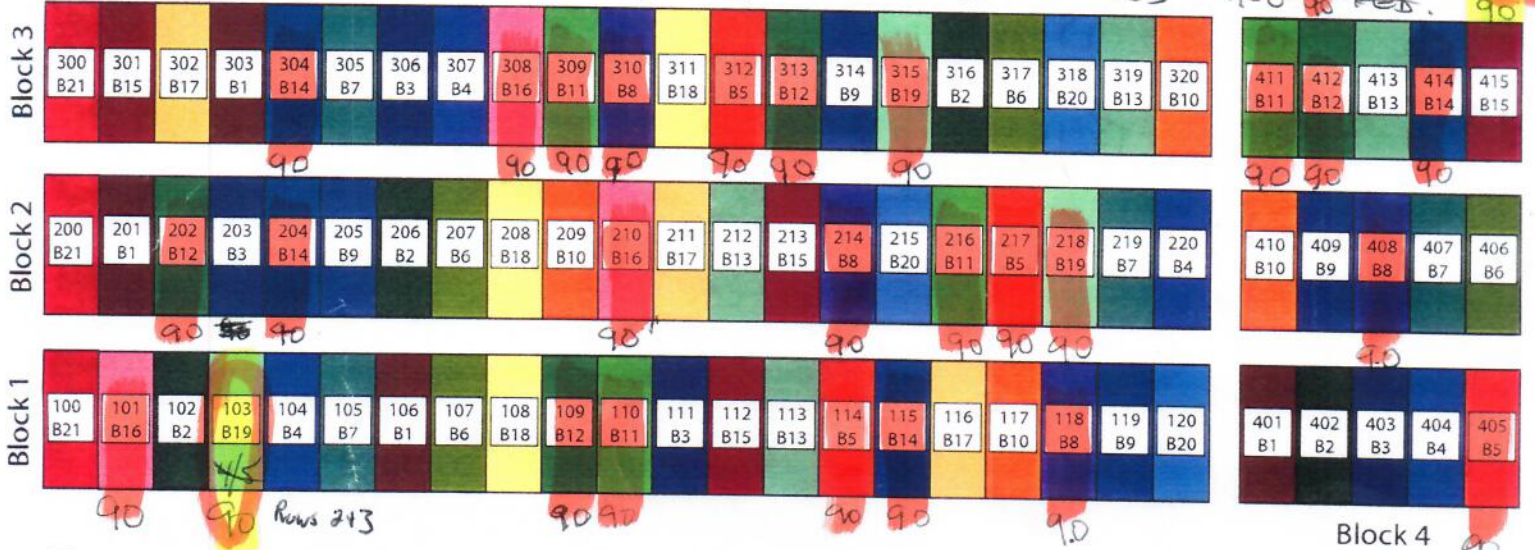 90
Block 3
300 301 302 303 304 305 306 307 308 309 310 311 312 313 314 315 316 317 318 319 320 411 412 413 414 415
B21 B15 B17 B1 B14 B7 B3 B4 B16 B11 B8 B18 B5 B12 B9 B19 B2 B6 B20 B13 B10 B11 B12 B13 B14 B15
90 90 90 90 90 90 90 90 90 90
Block 2
200 201 202 203 204 205 206 207 208 209 210 211 212 213 214 215 216 217 218 219 220 410 409 408 407 406
B21 B1 B12 B3 B14 B9 B2 B6 B18 B10 B16 B17 B13 B15 B8 B20 B11 B5 B19 B7 B4 B10 B9 B8 B7 B6
90 90 90 90 90 90 90 90
Block 1
100 101 102 103 104 105 106 107 108 109 110 111 112 113 114 115 116 117 118 119 120 401 402 403 404 405
B21 B16 B2 B19 B4 B7 B1 B6 B18 B12 B11 B3 B15 B13 B5 B14 B17 B10 B8 B9 B20 B1 B2 B3 B4 B5
4/5
90 90 Rows 2+3 90 90 90 90 90
Block 4